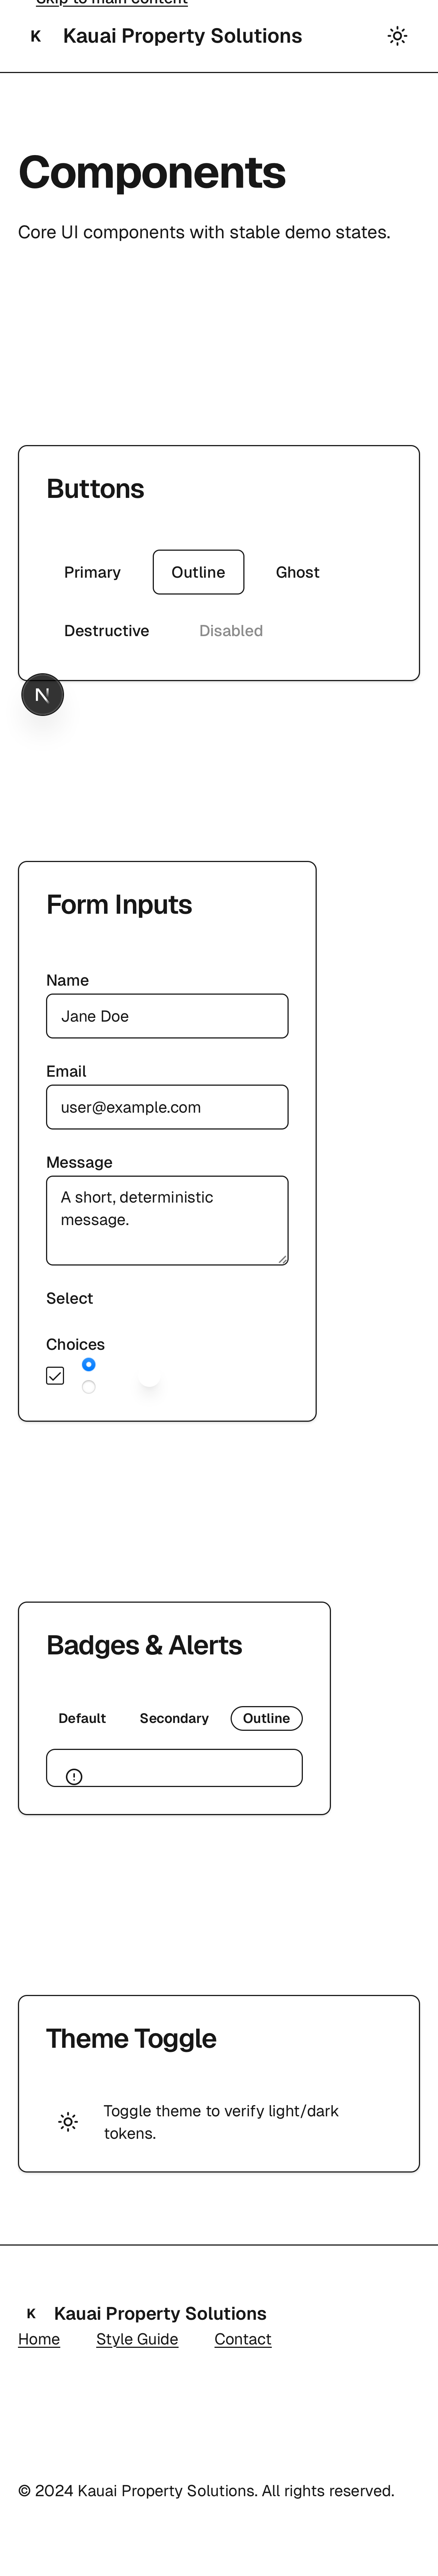 Skip to main content
K Kauai Property Solutions
Components
Core UI components with stable demo states.
Buttons
Primary Outline Ghost
Destructive Disabled
N
Form Inputs
Name
Jane Doe
Email
user@example.com
Message
A short, deterministic
message.
Select
Choices
Badges & Alerts
Default Secondary Outline
Theme Toggle
Toggle theme to verify light/dark
tokens.
K Kauai Property Solutions
Home Style Guide Contact
© 2024 Kauai Property Solutions. All rights reserved.